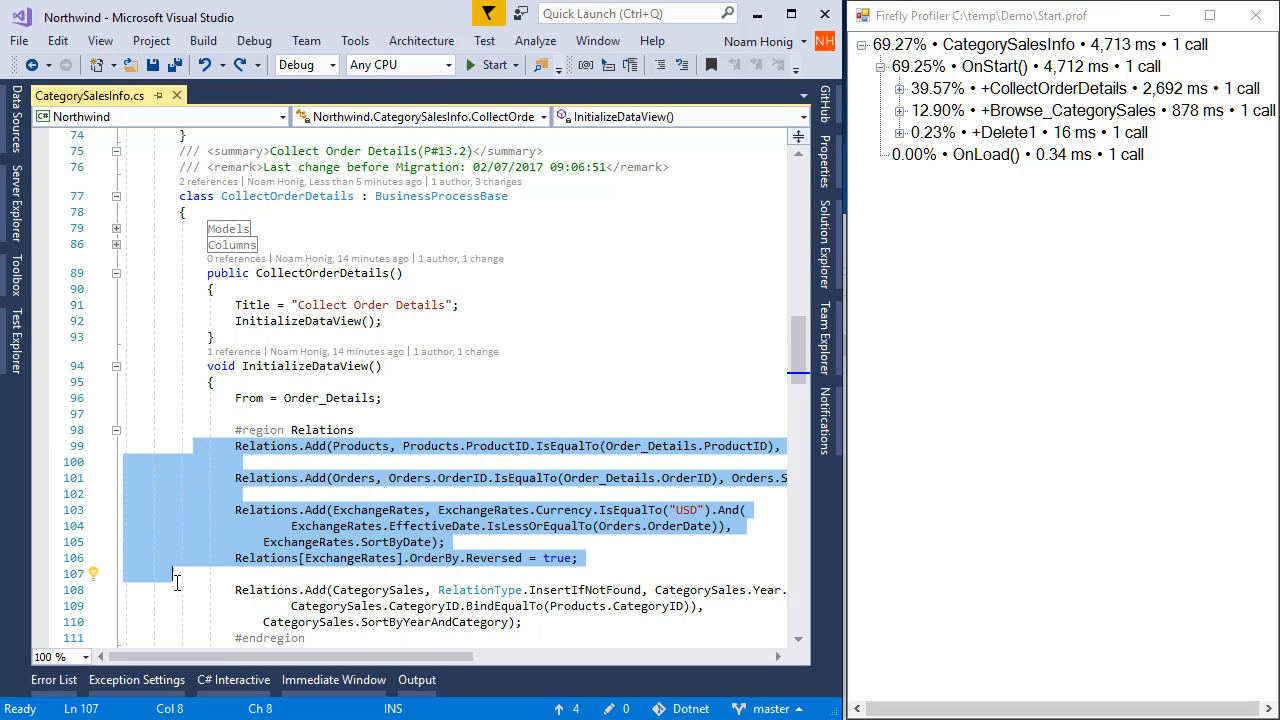 Northwind - Microsoft Visual Studio
Quick Launch (Ctrl+Q)
File Edit View Project Build Debug Team Tools Architecture Test Analyze Window Help Noam Honig NH
Debug Any CPU Start
CategorySalesInfo.cs
Northwind Northwind.CategorySalesInfo.CollectOrde InitializeDataView()
74 }
75 /// <summary>Collect Order Details(P#13.2)</summary>
76 /// <remark>Last change before Migration: 02/07/2017 09:06:51</remark>
2 references | Noam Honig, Less than 5 minutes ago | 1 author, 3 changes
77 class CollectOrderDetails : BusinessProcessBase
78 {
79 Models
86 Columns
0 references | Noam Honig, 14 minutes ago | 1 author, 1 change
89 public CollectOrderDetails()
90 {
91 Title = "Collect Order Details";
92 InitializeDataView();
93 }
1 reference | Noam Honig, 14 minutes ago | 1 author, 1 change
94 void InitializeDataView()
95 {
96 From = Order_Details;
97
98 #region Relations
99 Relations.Add(Products, Products.ProductID.IsEqualTo(Order_Details.ProductID),
100
101 Relations.Add(Orders, Orders.OrderID.IsEqualTo(Order_Details.OrderID), Orders.S
102
103 Relations.Add(ExchangeRates, ExchangeRates.Currency.IsEqualTo("USD").And(
104 ExchangeRates.EffectiveDate.IsLessOrEqualTo(Orders.OrderDate)),
105 ExchangeRates.SortByDate);
106 Relations[ExchangeRates].OrderBy.Reversed = true;
107
108 Relations.Add(CategorySales, RelationType.InsertIfNotFound, CategorySales.Year.
109 CategorySales.CategoryID.BindEqualTo(Products.CategoryID)),
110 CategorySales.SortByYearAndCategory);
111 #endregion
100 %
Error List Exception Settings C# Interactive Immediate Window Output
Ln 107 Col 8 Ch 8 INS 4 0 Dotnet master
Data Sources
Server Explorer
Toolbox
Test Explorer
GitHub
Properties
Solution Explorer
Team Explorer
Notifications
Firefly Profiler C:\temp\Demo\Start.prof
69.27% • CategorySalesInfo • 4,713 ms • 1 call
69.25% • OnStart() • 4,712 ms • 1 call
39.57% • +CollectOrderDetails • 2,692 ms • 1 call
12.90% • +Browse_CategorySales • 878 ms • 1 call
0.23% • +Delete1 • 16 ms • 1 call
0.00% • OnLoad() • 0.34 ms • 1 call